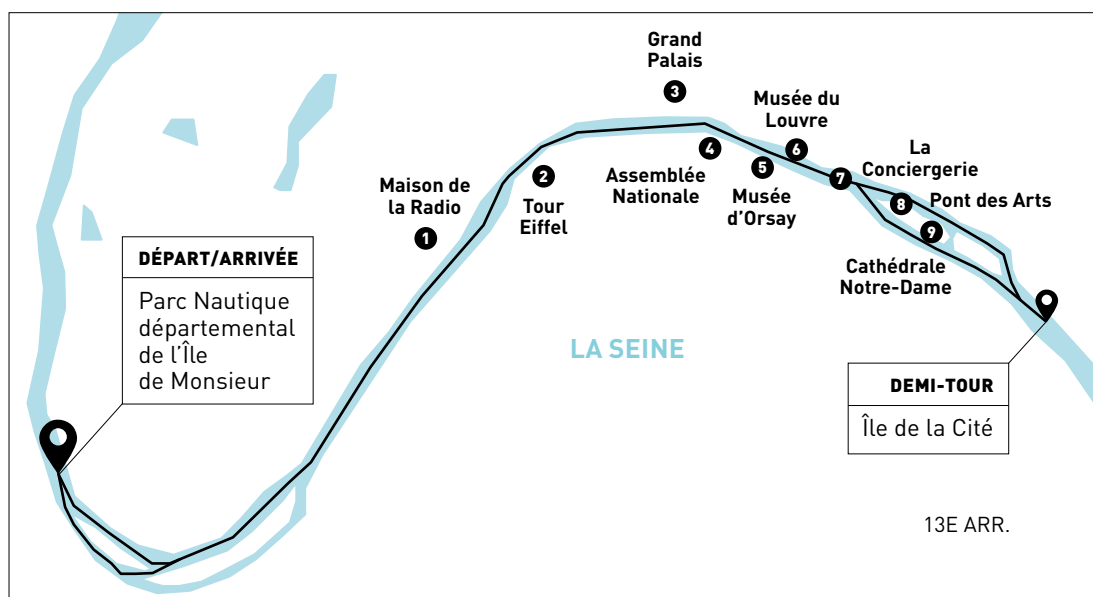 Grand
Palais
3
Musée du
Louvre
6
La
Conciergerie
7
Pont des Arts
8
9
Cathédrale
Notre-Dame
4
Assemblée
Nationale
5
Musée
d'Orsay
2
Tour
Eiffel
Maison de
la Radio
1
DÉPART/ARRIVÉE
Parc Nautique
départemental
de l'Île
de Monsieur
LA SEINE
DEMI-TOUR
Île de la Cité
13E ARR.